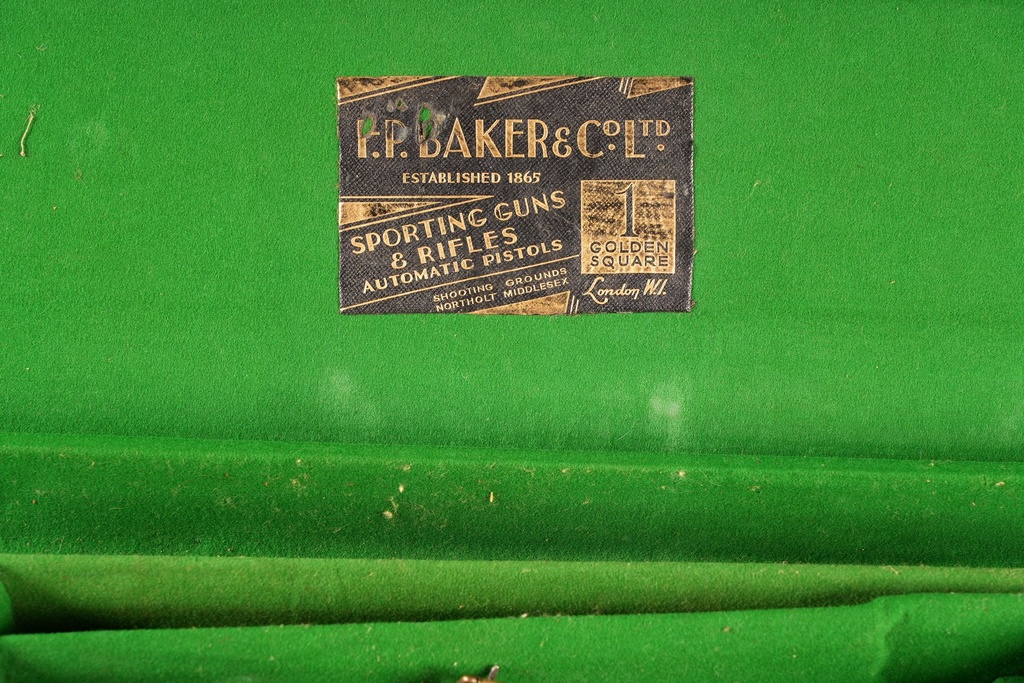 F.P. BAKER & Co. LTD.
ESTABLISHED 1865
SPORTING GUNS
& RIFLES
AUTOMATIC PISTOLS
SHOOTING GROUNDS
NORTHOLT MIDDLESEX
1
GOLDEN
SQUARE
London W.1.